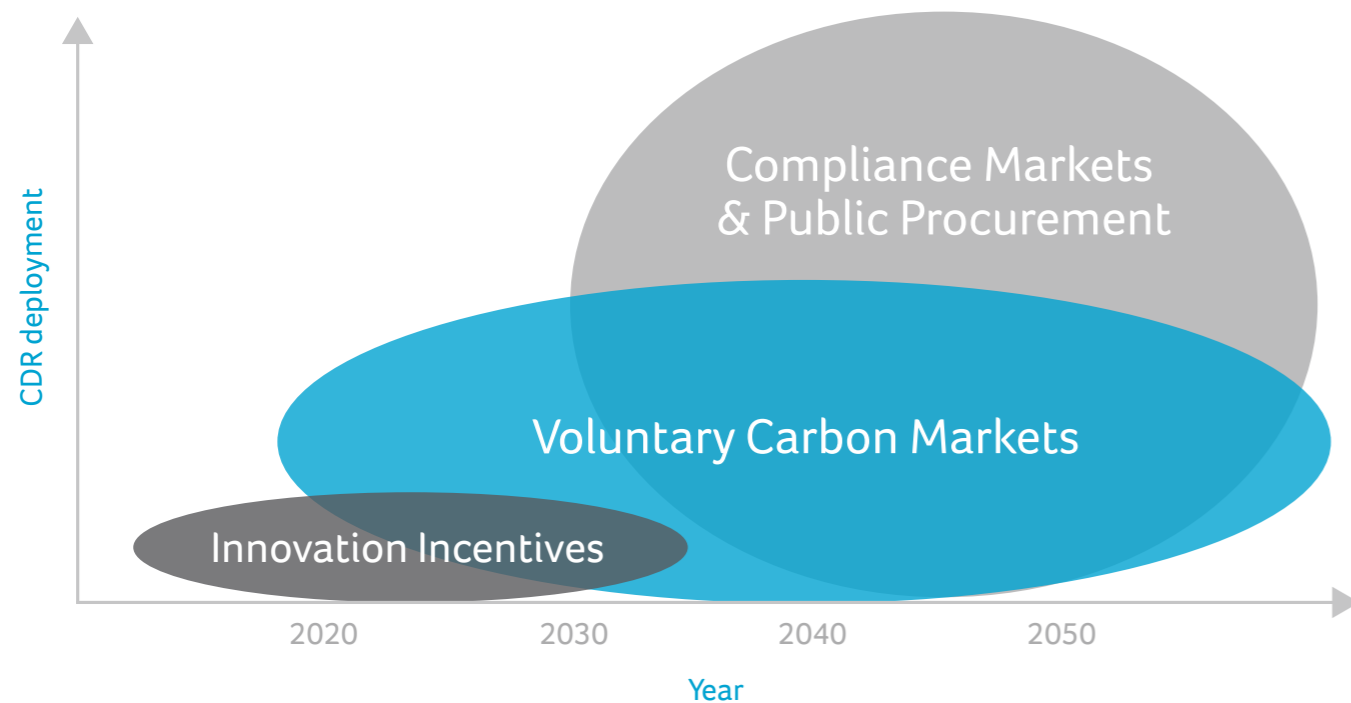 CDR deployment
Compliance Markets
& Public Procurement
Voluntary Carbon Markets
Innovation Incentives
2020
2030
2040
2050
Year